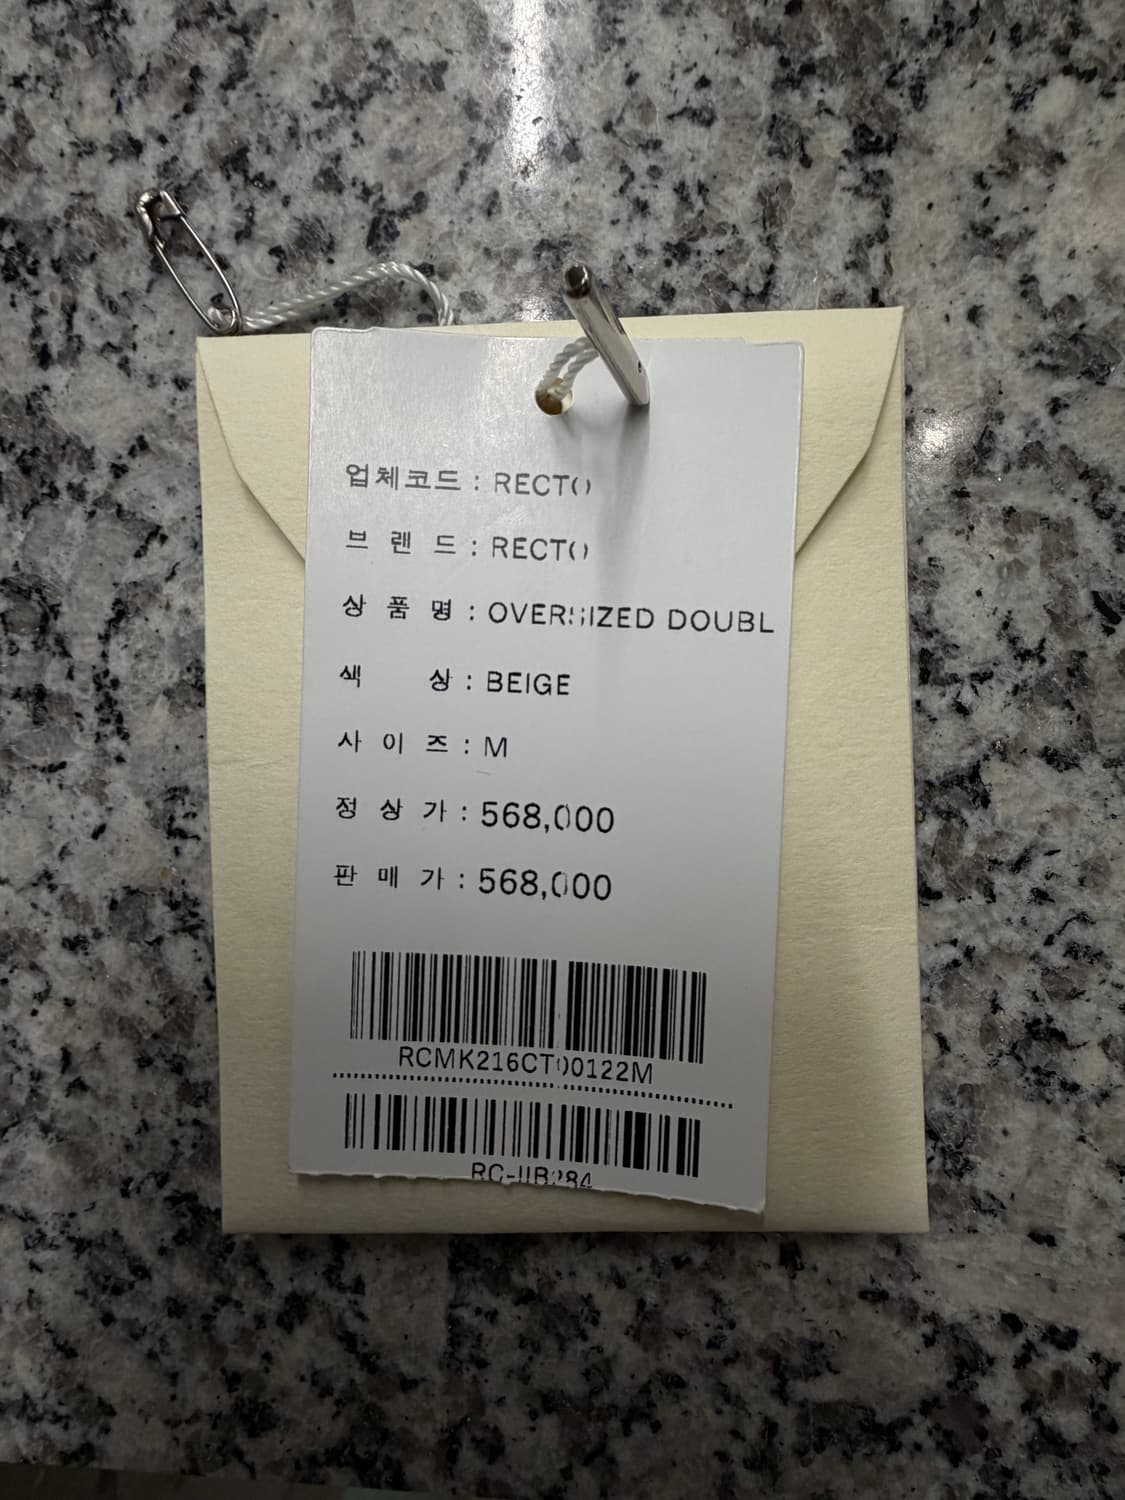 업체코드 : RECTO
브 랜 드 : RECTO
상 품 명 : OVERSIZED DOUBL
색 상 : BEIGE
사 이 즈 : M
정 상 가 : 568,000
판 매 가 : 568,000
RCMK216CT00122M